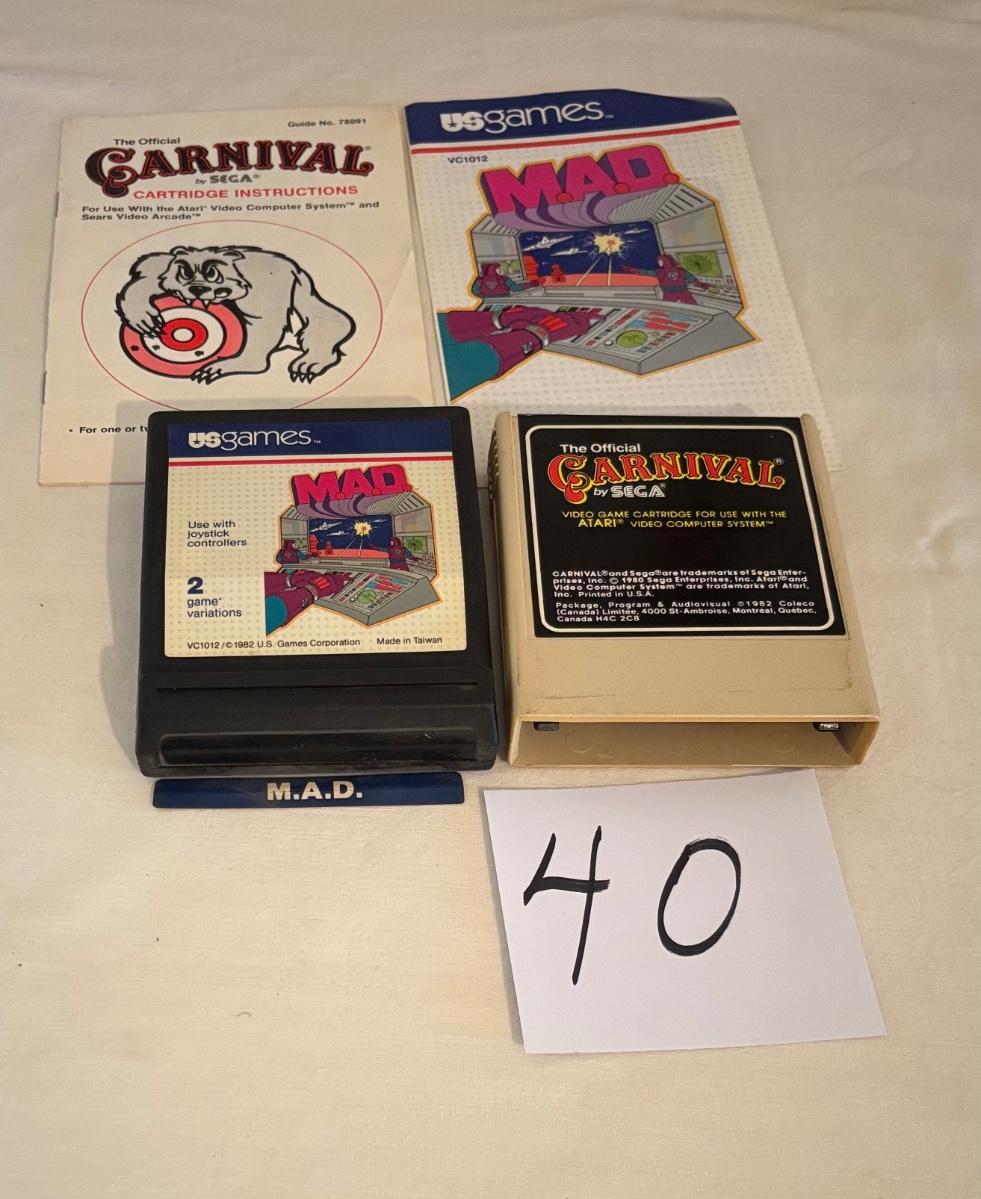 Guide No. 78091
The Official
CARNIVAL®
by SEGA®
CARTRIDGE INSTRUCTIONS
For Use With the Atari® Video Computer System™ and
Sears Video Arcade™
• For one or tw
USgames™
VC1012
M.A.D.
USgames™
M.A.D.
Use with
joystick
controllers
2
game
variations
VC1012/©1982 U.S. Games Corporation Made in Taiwan
M.A.D.
The Official
CARNIVAL®
by SEGA®
VIDEO GAME CARTRIDGE FOR USE WITH THE
ATARI® VIDEO COMPUTER SYSTEM™
CARNIVAL® and Sega® are trademarks of Sega Enter-
prises, Inc. © 1980 Sega Enterprises, Inc. Atari® and
Video Computer System™ are trademarks of Atari,
Inc. Printed in U.S.A.
Package, Program & Audiovisual ©1982 Coleco
(Canada) Limitée, 4000 St-Ambroise, Montreal, Quebec,
Canada H4C 2C8
40